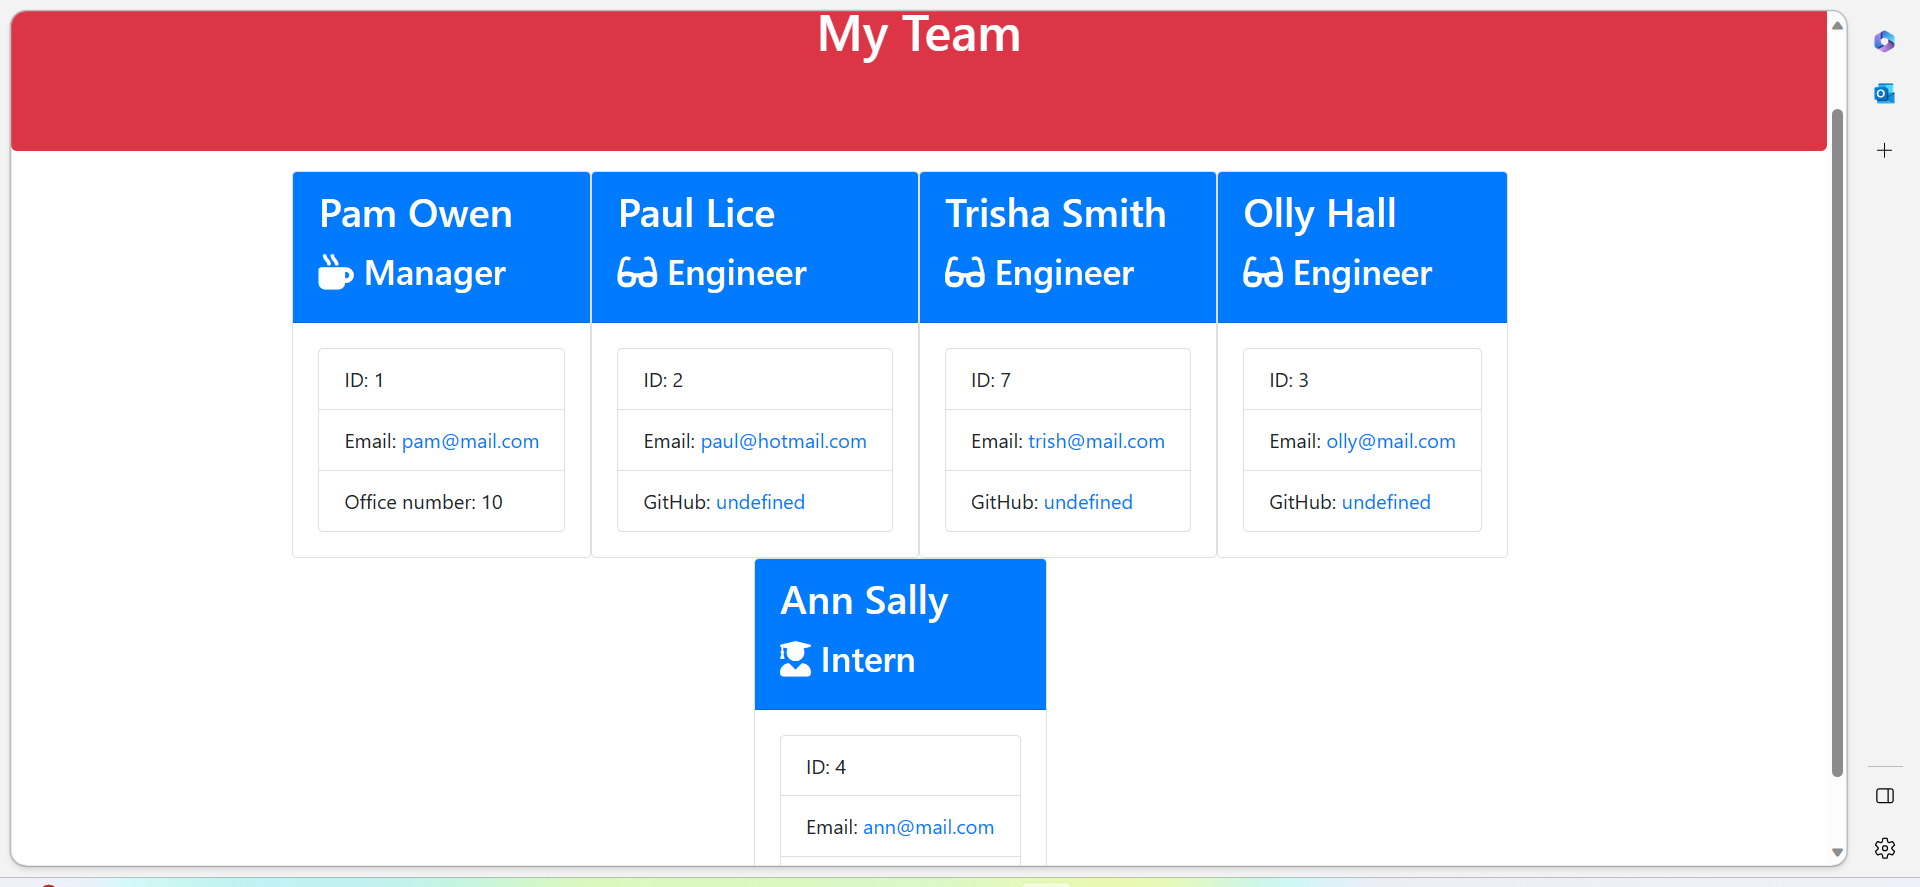 My Team
Pam Owen
Manager
ID: 1
Email: pam@mail.com
Office number: 10
Paul Lice
Engineer
ID: 2
Email: paul@hotmail.com
GitHub: undefined
Trisha Smith
Engineer
ID: 7
Email: trish@mail.com
GitHub: undefined
Olly Hall
Engineer
ID: 3
Email: olly@mail.com
GitHub: undefined
Ann Sally
Intern
ID: 4
Email: ann@mail.com